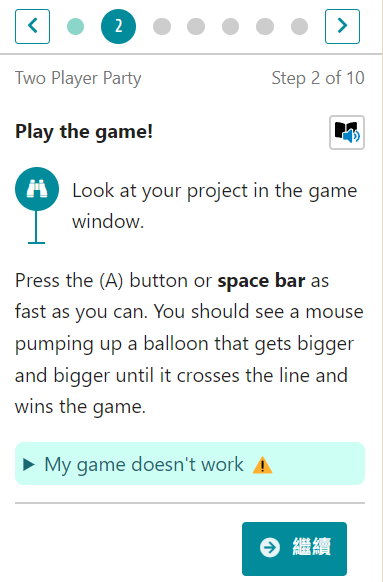 2
Two Player Party
Step 2 of 10
Play the game!
Look at your project in the game
window.
Press the (A) button or space bar as
fast as you can. You should see a mouse
pumping up a balloon that gets bigger
and bigger until it crosses the line and
wins the game.
My game doesn't work
繼續